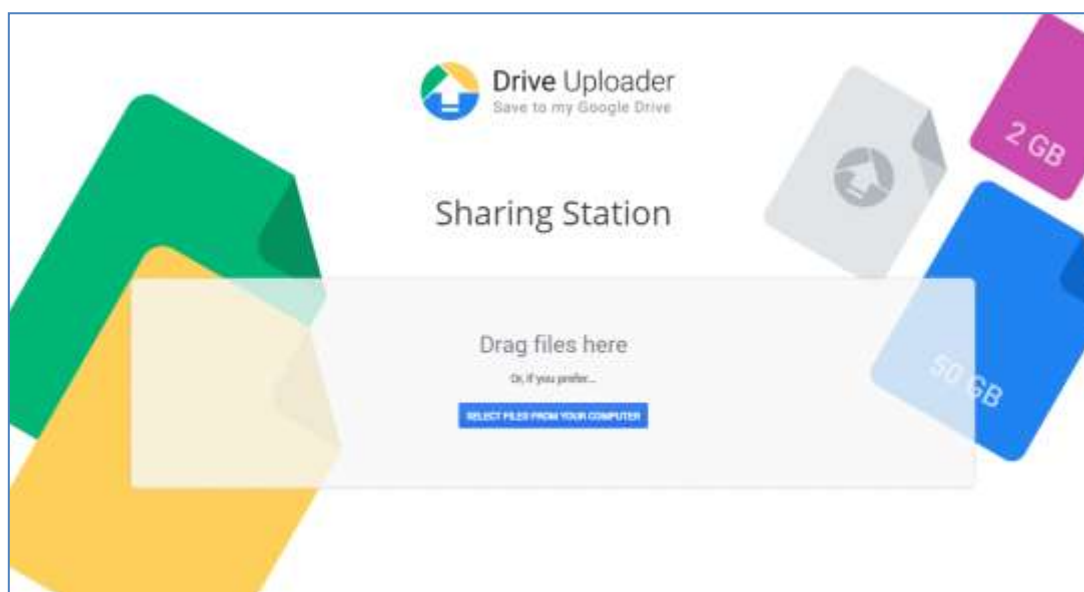 Drive Uploader
Save to my Google Drive
2 GB
Sharing Station
Drag files here
Or, if you prefer...
50 GB
SELECT FILES FROM YOUR COMPUTER